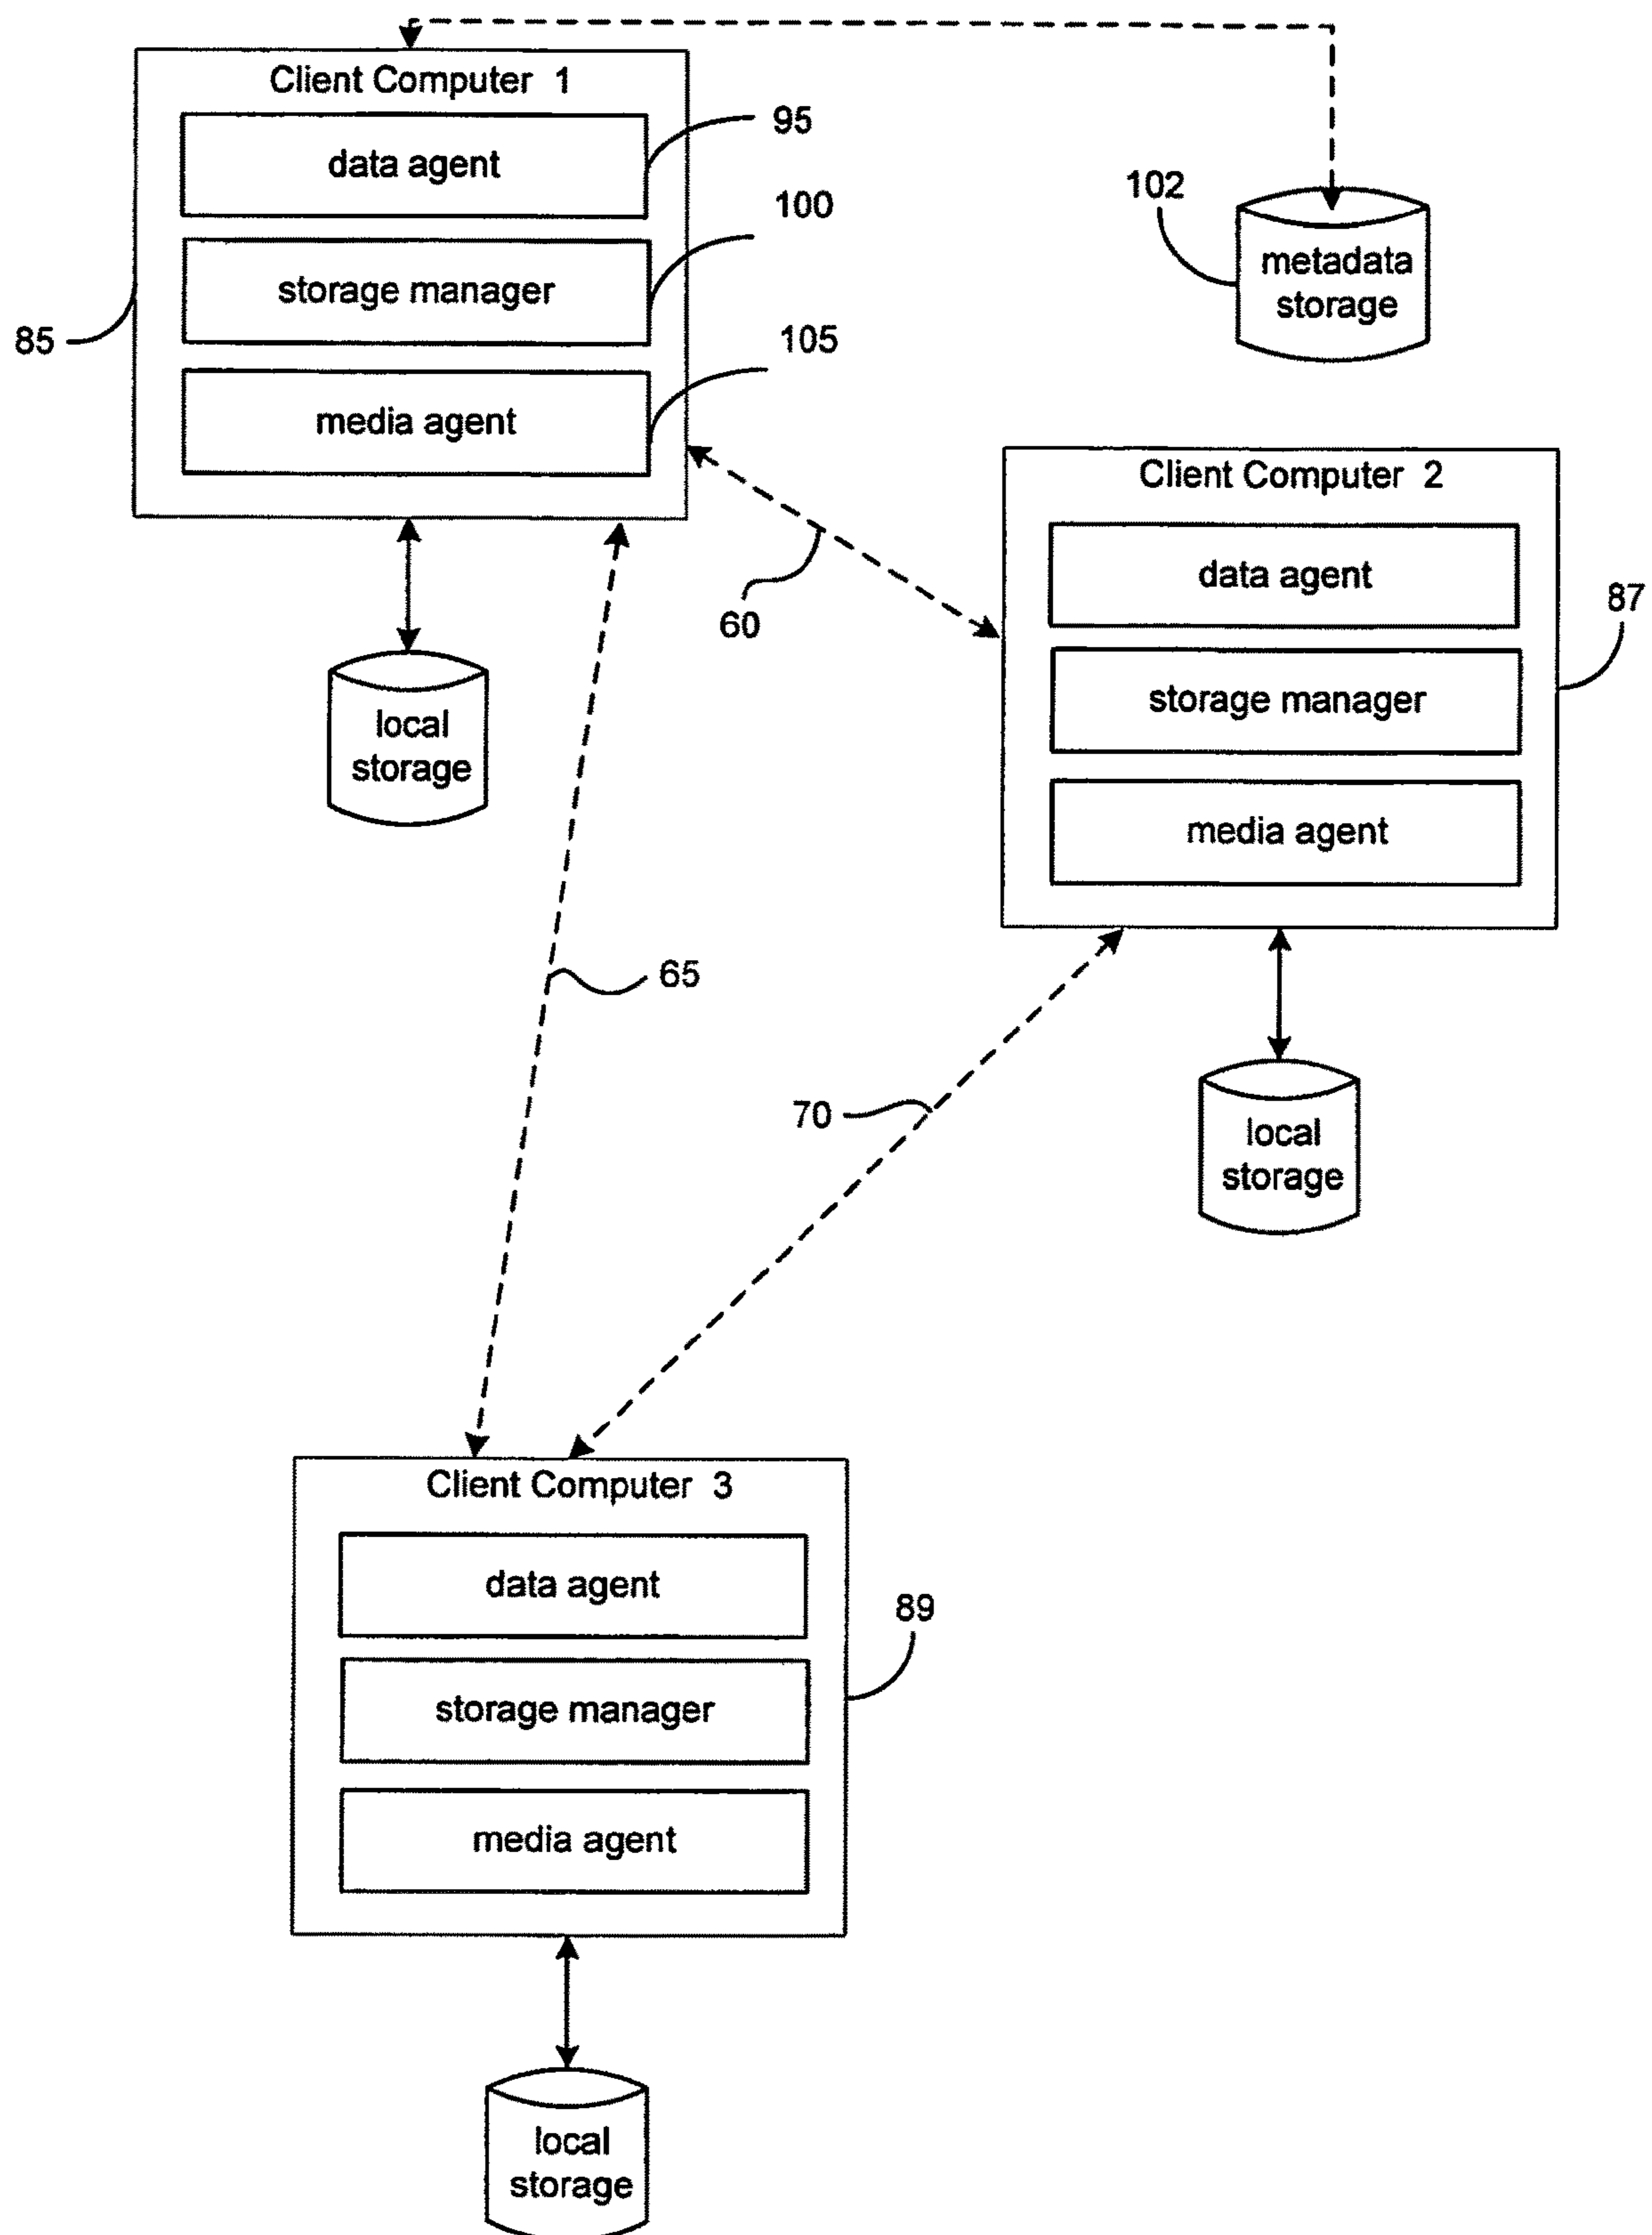 Client Computer 1
data agent
95
100
storage manager
105
media agent
85
102
metadata
storage
Client Computer 2
data agent
87
storage manager
media agent
60
local
storage
65
70
local
storage
Client Computer 3
data agent
89
storage manager
media agent
local
storage